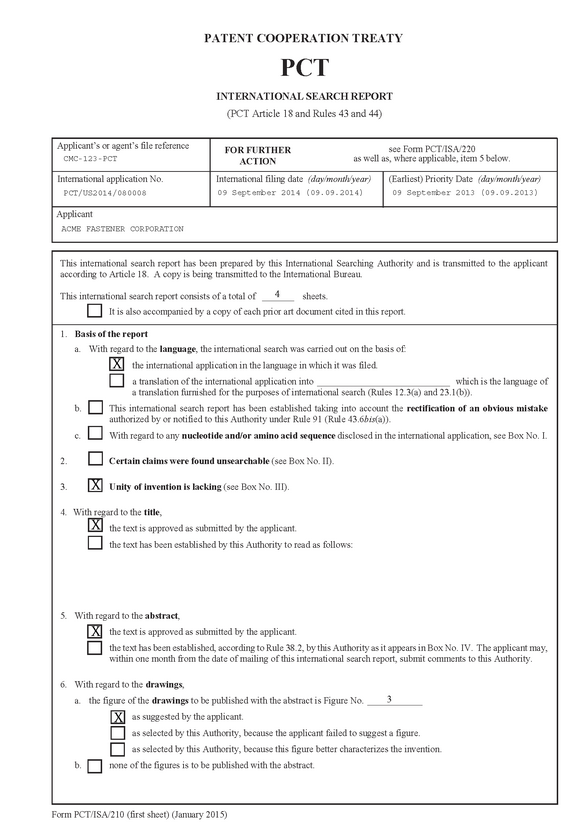 PATENT COOPERATION TREATY
PCT
INTERNATIONAL SEARCH REPORT
(PCT Article 18 and Rules 43 and 44)
Applicant's or agent's file reference
CMC-123-PCT
FOR FURTHER
ACTION
see Form PCT/ISA/220
as well as, where applicable, item 5 below.
International application No.
PCT/US2014/080008
International filing date (day/month/year)
09 September 2014 (09.09.2014)
(Earliest) Priority Date (day/month/year)
09 September 2013 (09.09.2013)
Applicant
ACME FASTENER CORPORATION
This international search report has been prepared by this International Searching Authority and is transmitted to the applicant
according to Article 18. A copy is being transmitted to the International Bureau.
This international search report consists of a total of 4 sheets.
It is also accompanied by a copy of each prior art document cited in this report.
1. Basis of the report
a. With regard to the language, the international search was carried out on the basis of:
X the international application in the language in which it was filed.
a translation of the international application into ____ which is the language of
a translation furnished for the purposes of international search (Rules 12.3(a) and 23.1(b)).
b. This international search report has been established taking into account the rectification of an obvious mistake
authorized by or notified to this Authority under Rule 91 (Rule 43.6bis(a)).
c. With regard to any nucleotide and/or amino acid sequence disclosed in the international application, see Box No. I.
2. Certain claims were found unsearchable (see Box No. II).
3. X Unity of invention is lacking (see Box No. III).
4. With regard to the title,
X the text is approved as submitted by the applicant.
the text has been established by this Authority to read as follows:
5. With regard to the abstract,
X the text is approved as submitted by the applicant.
the text has been established, according to Rule 38.2, by this Authority as it appears in Box No. IV. The applicant may,
within one month from the date of mailing of this international search report, submit comments to this Authority.
6. With regard to the drawings,
a. the figure of the drawings to be published with the abstract is Figure No. 3
X as suggested by the applicant.
as selected by this Authority, because the applicant failed to suggest a figure.
as selected by this Authority, because this figure better characterizes the invention.
b. none of the figures is to be published with the abstract.
Form PCT/ISA/210 (first sheet) (January 2015)